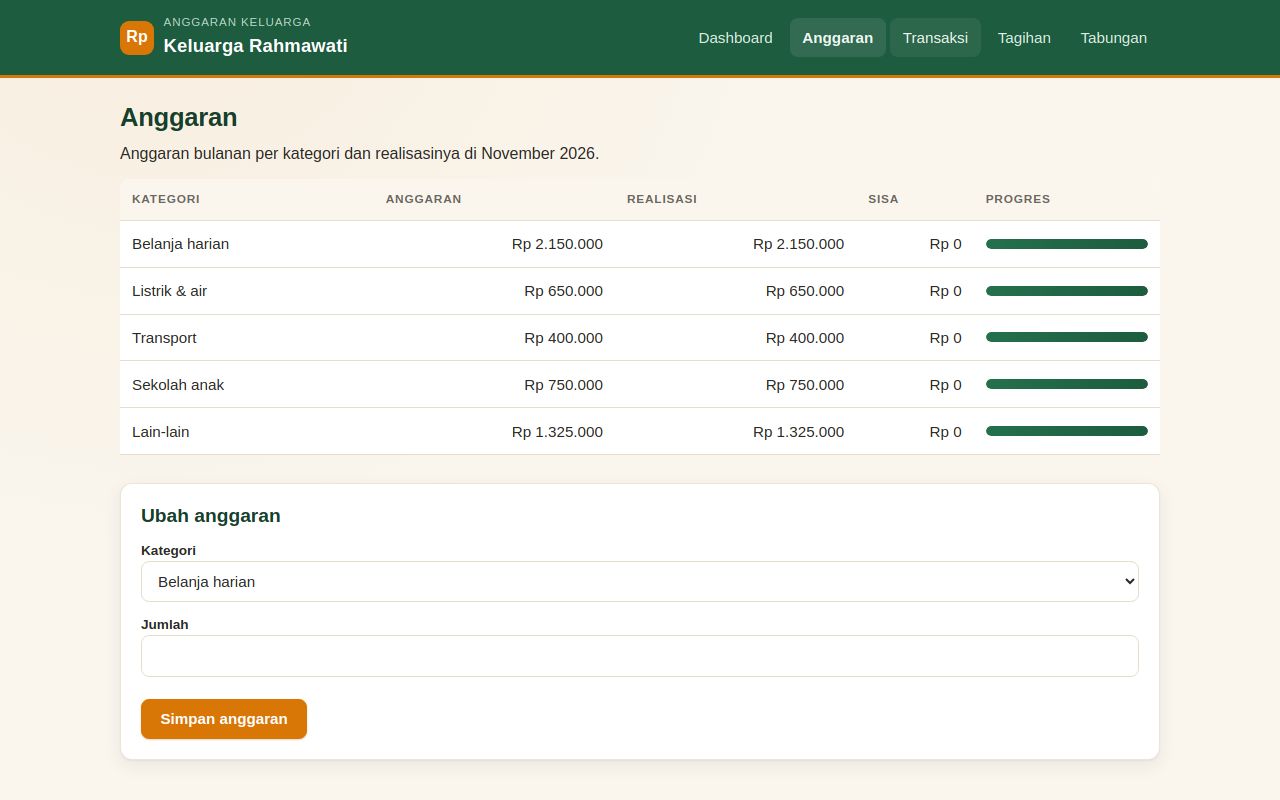 Rp
ANGGARAN KELUARGA
Keluarga Rahmawati
Dashboard Anggaran Transaksi Tagihan Tabungan
Anggaran
Anggaran bulanan per kategori dan realisasinya di November 2026.
KATEGORI ANGGARAN REALISASI SISA PROGRES
Belanja harian Rp 2.150.000 Rp 2.150.000 Rp 0
Listrik & air Rp 650.000 Rp 650.000 Rp 0
Transport Rp 400.000 Rp 400.000 Rp 0
Sekolah anak Rp 750.000 Rp 750.000 Rp 0
Lain-lain Rp 1.325.000 Rp 1.325.000 Rp 0
Ubah anggaran
Kategori
Belanja harian
Jumlah
Simpan anggaran